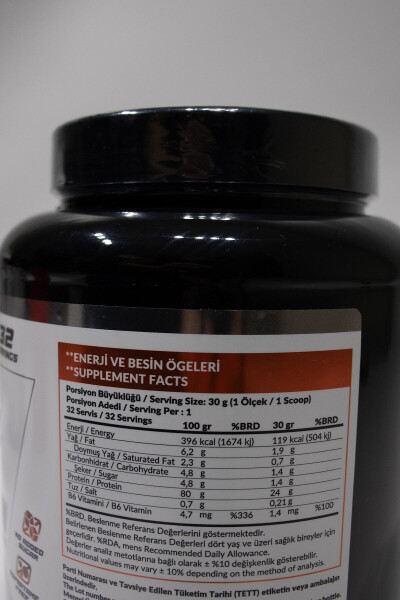 32
**ENERJİ VE BESİN ÖGELERİ
**SUPPLEMENT FACTS
Porsiyon Büyüklüğü / Serving Size: 30 g (1 Ölçek / 1 Scoop)
Porsiyon Adedi / Serving Per : 1
32 Servis / 32 Servings 100 gr %BRD 30 gr %BRD
Enerji / Energy 396 kcal (1674 kj) 119 kcal (504 kj)
Yağ / Fat 6,2 g 1,9 g
Doymuş Yağ / Saturated Fat 2,3 g 0,7 g
Karbonhidrat / Carbohydrate 4,8 g 1,4 g
Şeker / Sugar 4,8 g 1,4 g
Protein / Protein 80 g 24 g
Tuz / Salt 0,7 g 0,21 g
B6 Vitamini / B6 Vitamin 4,7 mg %336 1,4 mg %100
%BRD. Beslenme Referans Değerlerini göstermektedir.
Belirlenen Beslenme Referans Değerleri dört yaş ve üzeri sağlık bireyler için
geçerlidir. %RDA, mens Recommended Daily Allowance.
Değerler analiz metotlarına bağlı olarak ± %10 değişkenlik gösterebilir.
Nutritional values may vary ± 10% depending on the method of analysis.
Parti Numarası ve Tavsiye Edilen Tüketim Tarihi (TETT) etiketin veya ambalajın
üzerindedir.
The Lot number